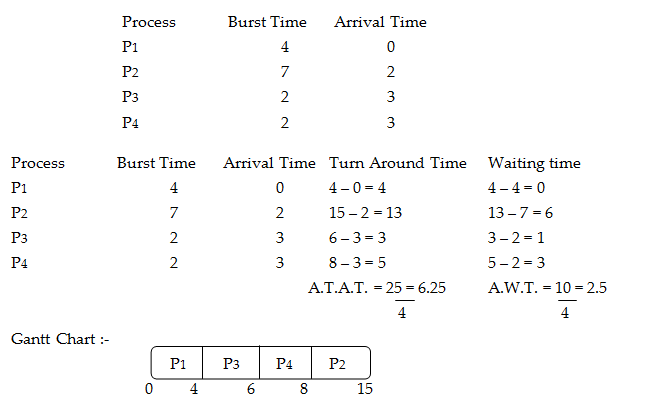 Process Burst Time Arrival Time
P1 4 0
P2 7 2
P3 2 3
P4 2 3
Process Burst Time Arrival Time Turn Around Time Waiting time
P1 4 0 4 – 0 = 4 4 – 4 = 0
P2 7 2 15 – 2 = 13 13 – 7 = 6
P3 2 3 6 – 3 = 3 3 – 2 = 1
P4 2 3 8 – 3 = 5 5 – 2 = 3
A.T.A.T. = 25 = 6.25 A.W.T. = 10 = 2.5
4 4
Gantt Chart :-
P1 P3 P4 P2
0 4 6 8 15